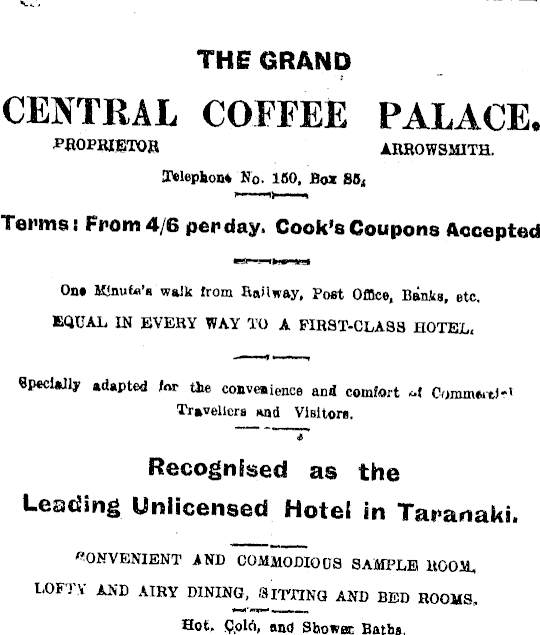 THE GRAND
CENTRAL COFFEE PALACE.
PROPRIETOR ARROWSMITH.
Telephone No. 150, Box 85,
Terms: From 4/6 per day. Cook's Coupons Accepted
One Minute's walk from Railway, Post Office, Banks, etc.
EQUAL IN EVERY WAY TO A FIRST-CLASS HOTEL.
Specially adapted for the convenience and comfort of Commercial
Travellers and Visitors.
Recognised as the
Leading Unlicensed Hotel in Taranaki.
CONVENIENT AND COMMODIOUS SAMPLE ROOM.
LOFTY AND AIRY DINING, SITTING AND BED ROOMS.
Hot, Cold, and Shower Baths.